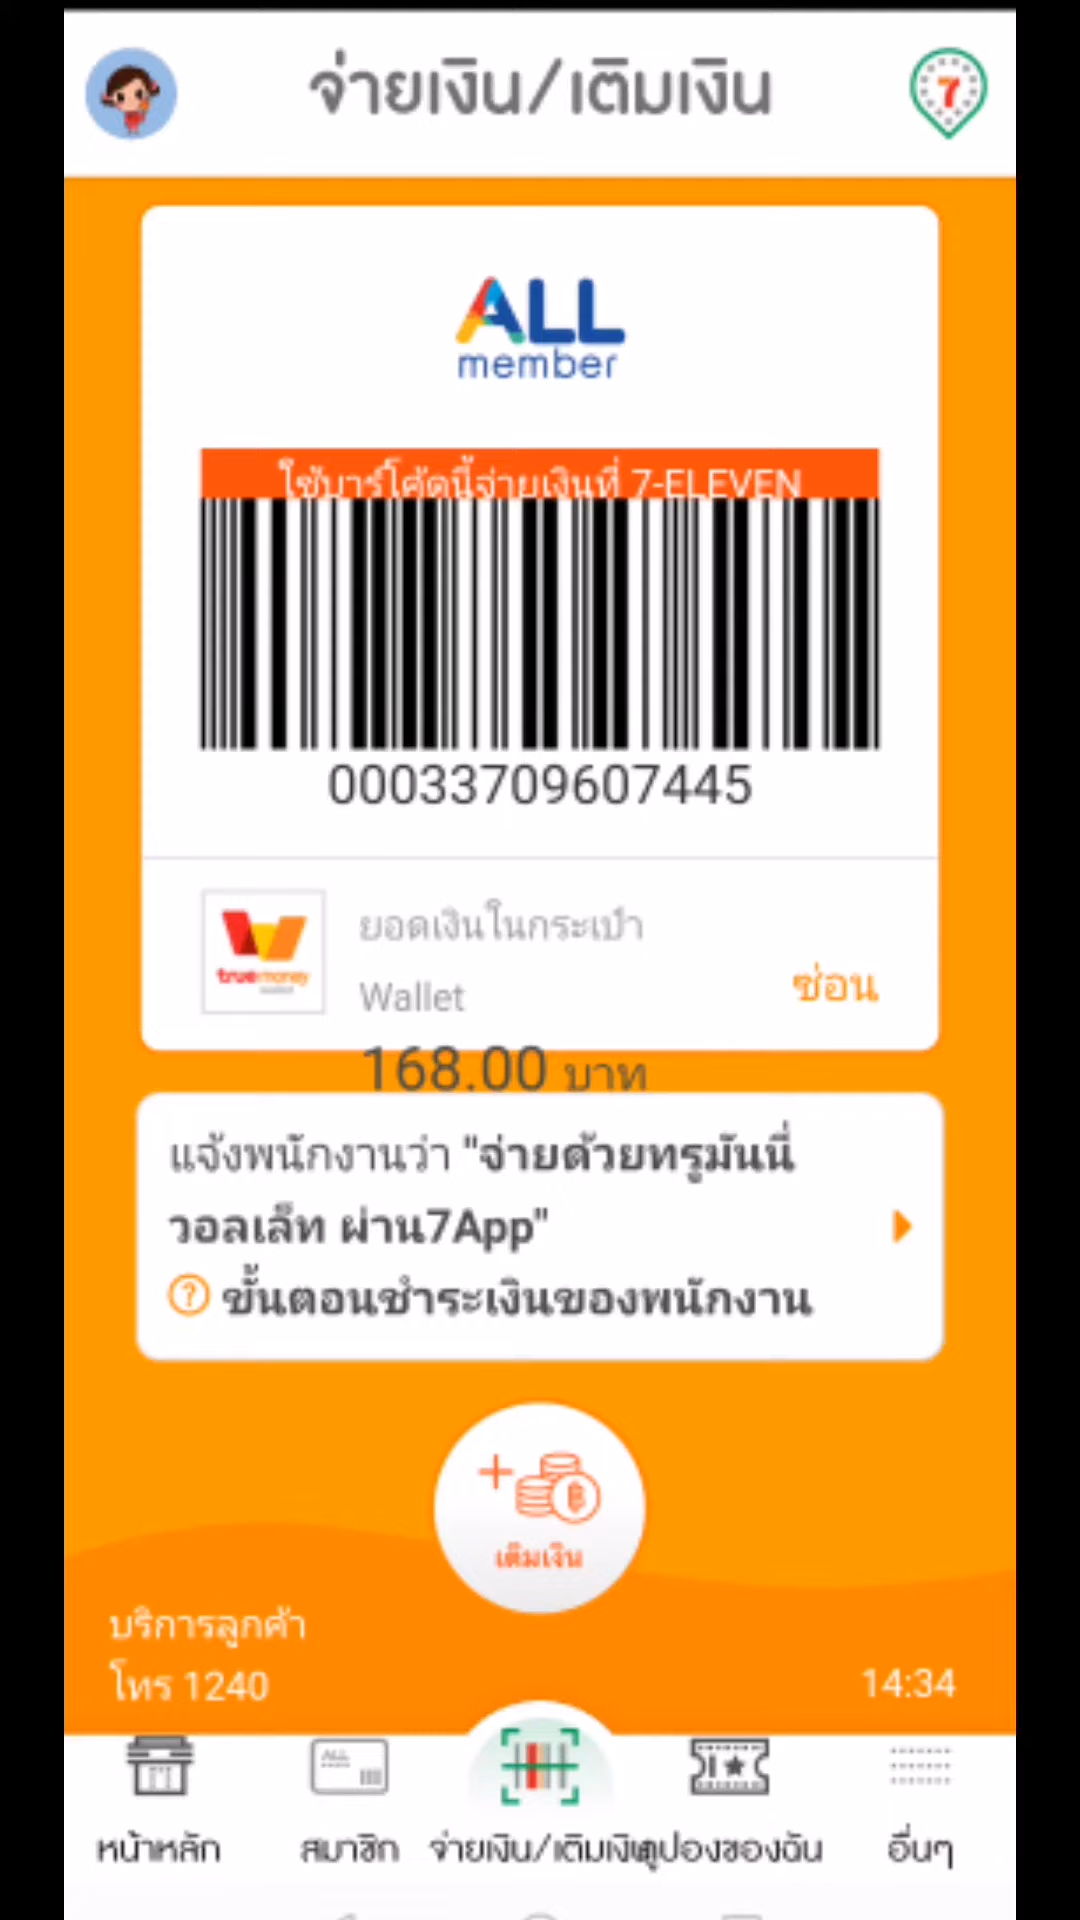 จ่ายเงิน/เติมเงิน
7
ALL
member
ใช้บาร์โค้ดนี้จ่ายเงินที่ 7-ELEVEN
00033709607445
truemoney
ยอดเงินในกระเป๋า
Wallet
ซ่อน
168.00 บาท
แจ้งพนักงานว่า "จ่ายด้วยทรูมันนี่
วอลเล็ท ผ่าน7App"
? ขั้นตอนชำระเงินของพนักงาน
เติมเงิน
บริการลูกค้า
โทร 1240
14:34
ALL
หน้าหลัก
สมาชิก
จ่ายเงิน/เติมเงิน
คูปองของฉัน
อื่นๆ